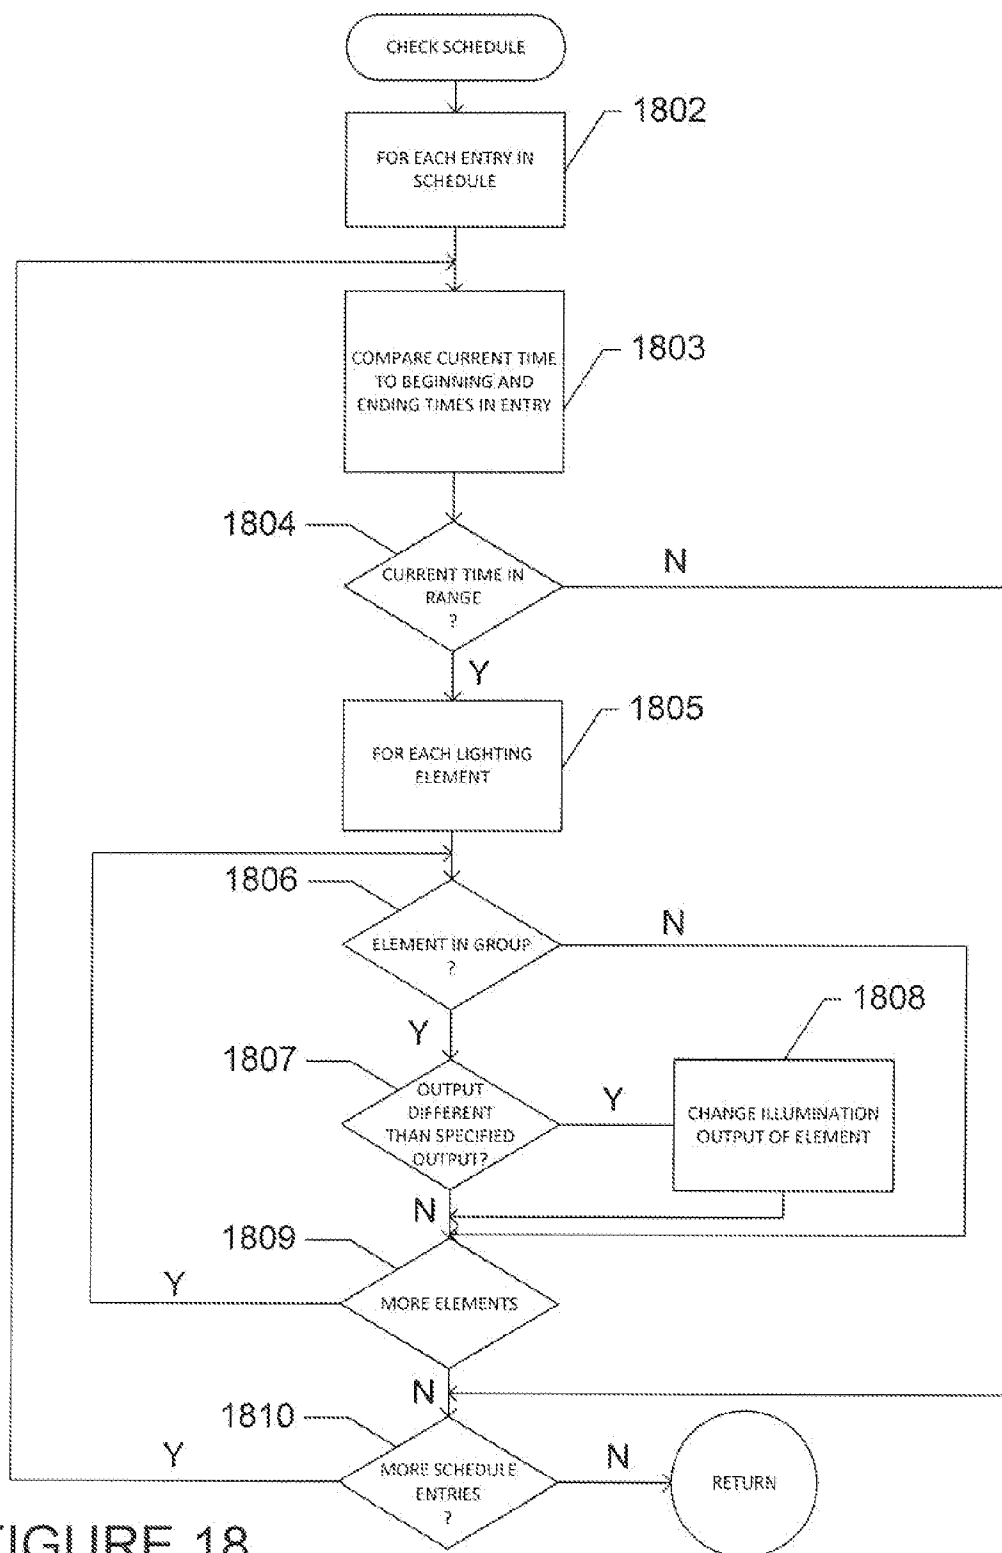 CHECK SCHEDULE
1802
FOR EACH ENTRY IN
SCHEDULE
1803
COMPARE CURRENT TIME
TO BEGINNING AND
ENDING TIMES IN ENTRY
1804
CURRENT TIME IN
RANGE
?
N
Y
1805
FOR EACH LIGHTING
ELEMENT
1806
ELEMENT IN GROUP
?
N
Y
1807
OUTPUT
DIFFERENT
THAN SPECIFIED
OUTPUT?
Y
1808
CHANGE ILLUMINATION
OUTPUT OF ELEMENT
N
1809
MORE ELEMENTS
Y
N
1810
MORE SCHEDULE
ENTRIES
?
Y
N
RETURN
FIGURE 18